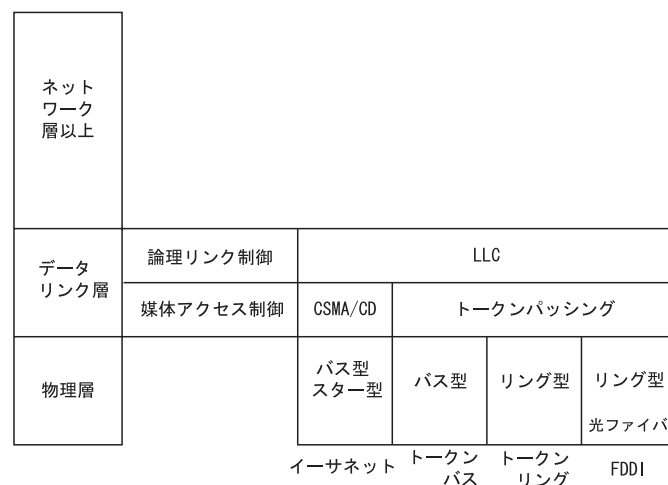 ネット
ワーク
層以上
データ
リンク層
論理リンク制御
LLC
媒体アクセス制御
CSMA/CD
トークンパッシング
物理層
バス型
スター型
バス型
リング型
リング型
光ファイバ
イーサネット
トークン
バス
トークン
リング
FDDI